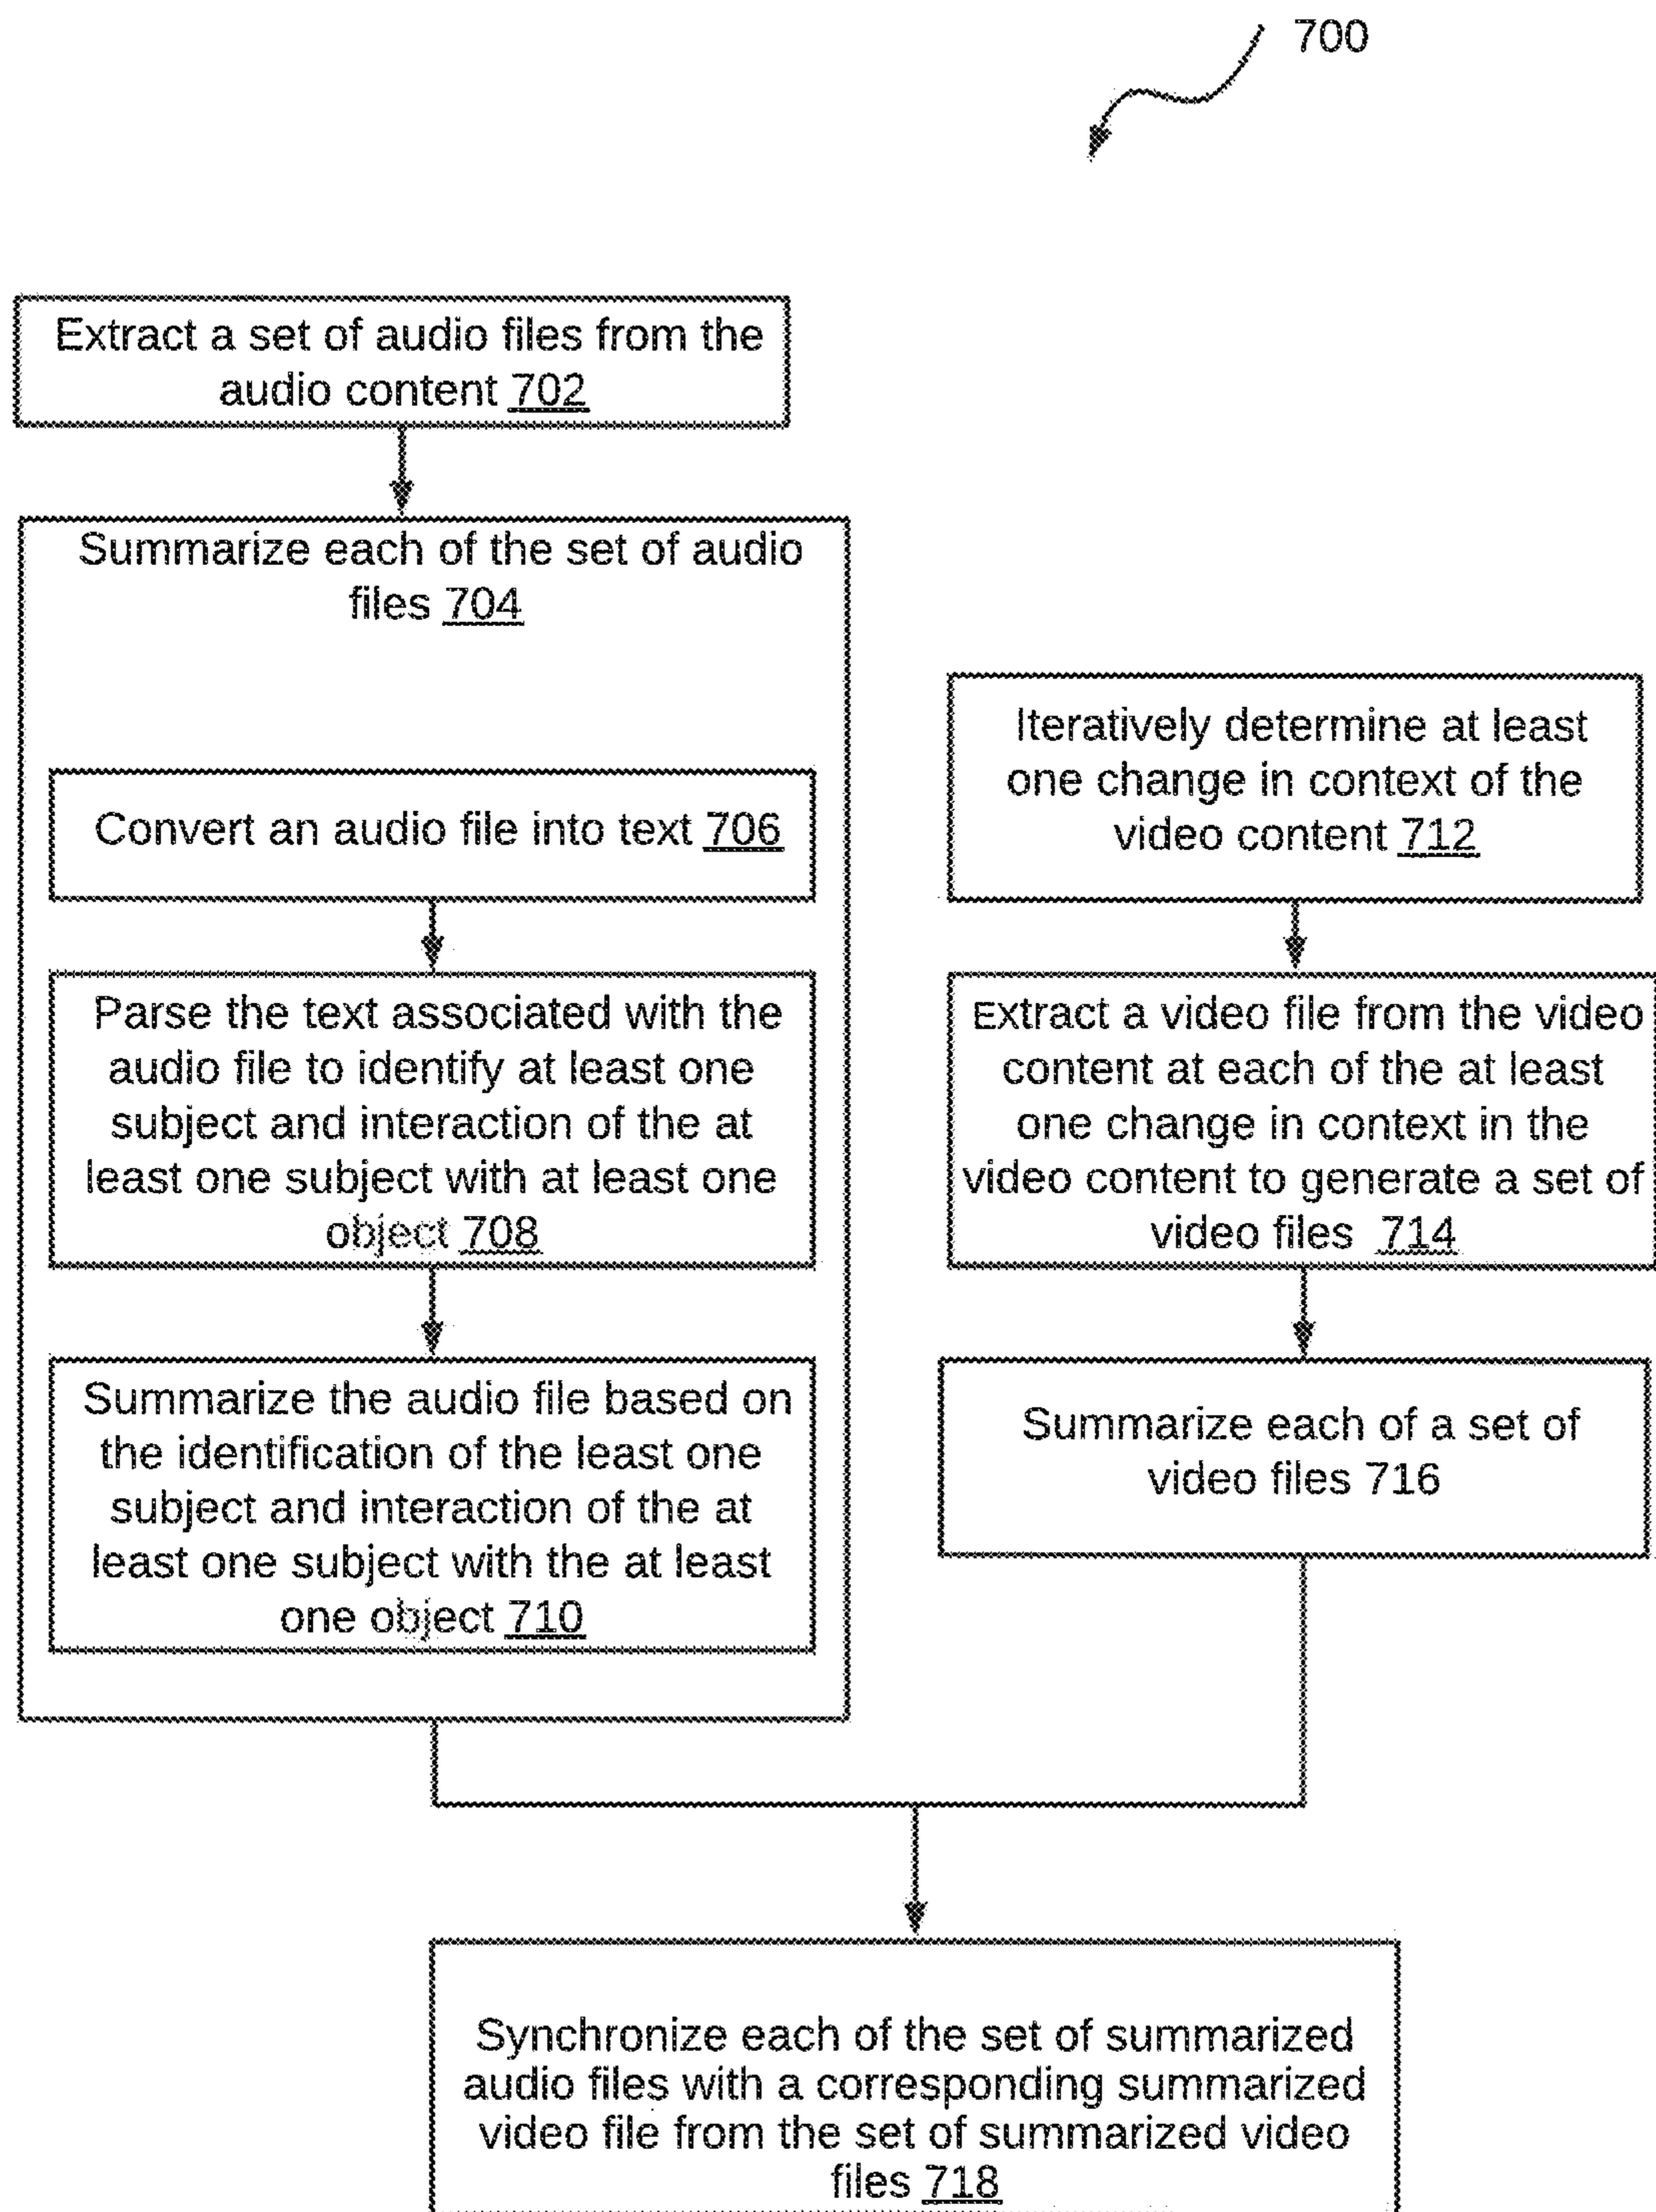 700
Extract a set of audio files from the
audio content 702
Summarize each of the set of audio
files 704
Convert an audio file into text 706
Parse the text associated with the
audio file to identify at least one
subject and interaction of the at
least one subject with at least one
object 708
Summarize the audio file based on
the identification of the least one
subject and interaction of the at
least one subject with the at least
one object 710
Iteratively determine at least
one change in context of the
video content 712
Extract a video file from the video
content at each of the at least
one change in context in the
video content to generate a set of
video files 714
Summarize each of a set of
video files 716
Synchronize each of the set of summarized
audio files with a corresponding summarized
video file from the set of summarized video
files 718